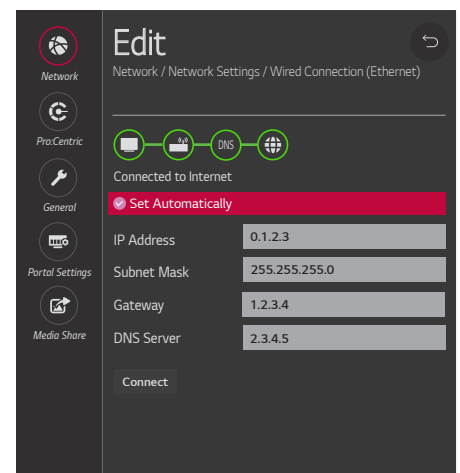 Edit
Network / Network Settings / Wired Connection (Ethernet)
Network
Pro:Centric
General
Portal Settings
Media Share
DNS
Connected to Internet
Set Automatically
IP Address 0.1.2.3
Subnet Mask 255.255.255.0
Gateway 1.2.3.4
DNS Server 2.3.4.5
Connect